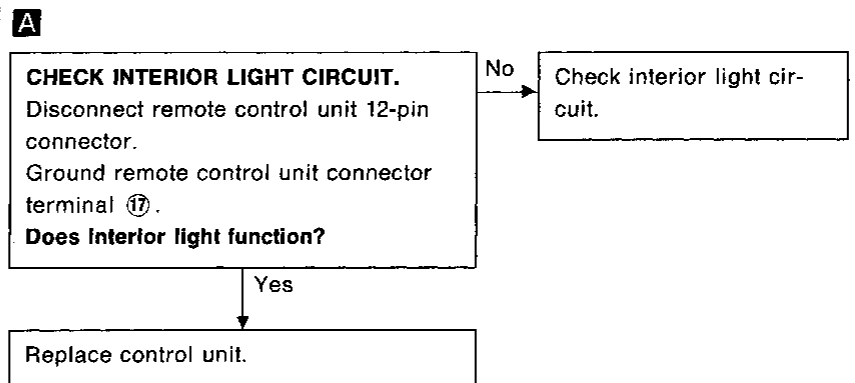 A
CHECK INTERIOR LIGHT CIRCUIT.
Disconnect remote control unit 12-pin
connector.
Ground remote control unit connector
terminal ⑰.
Does interior light function?
No
Check interior light cir-
cuit.
Yes
Replace control unit.